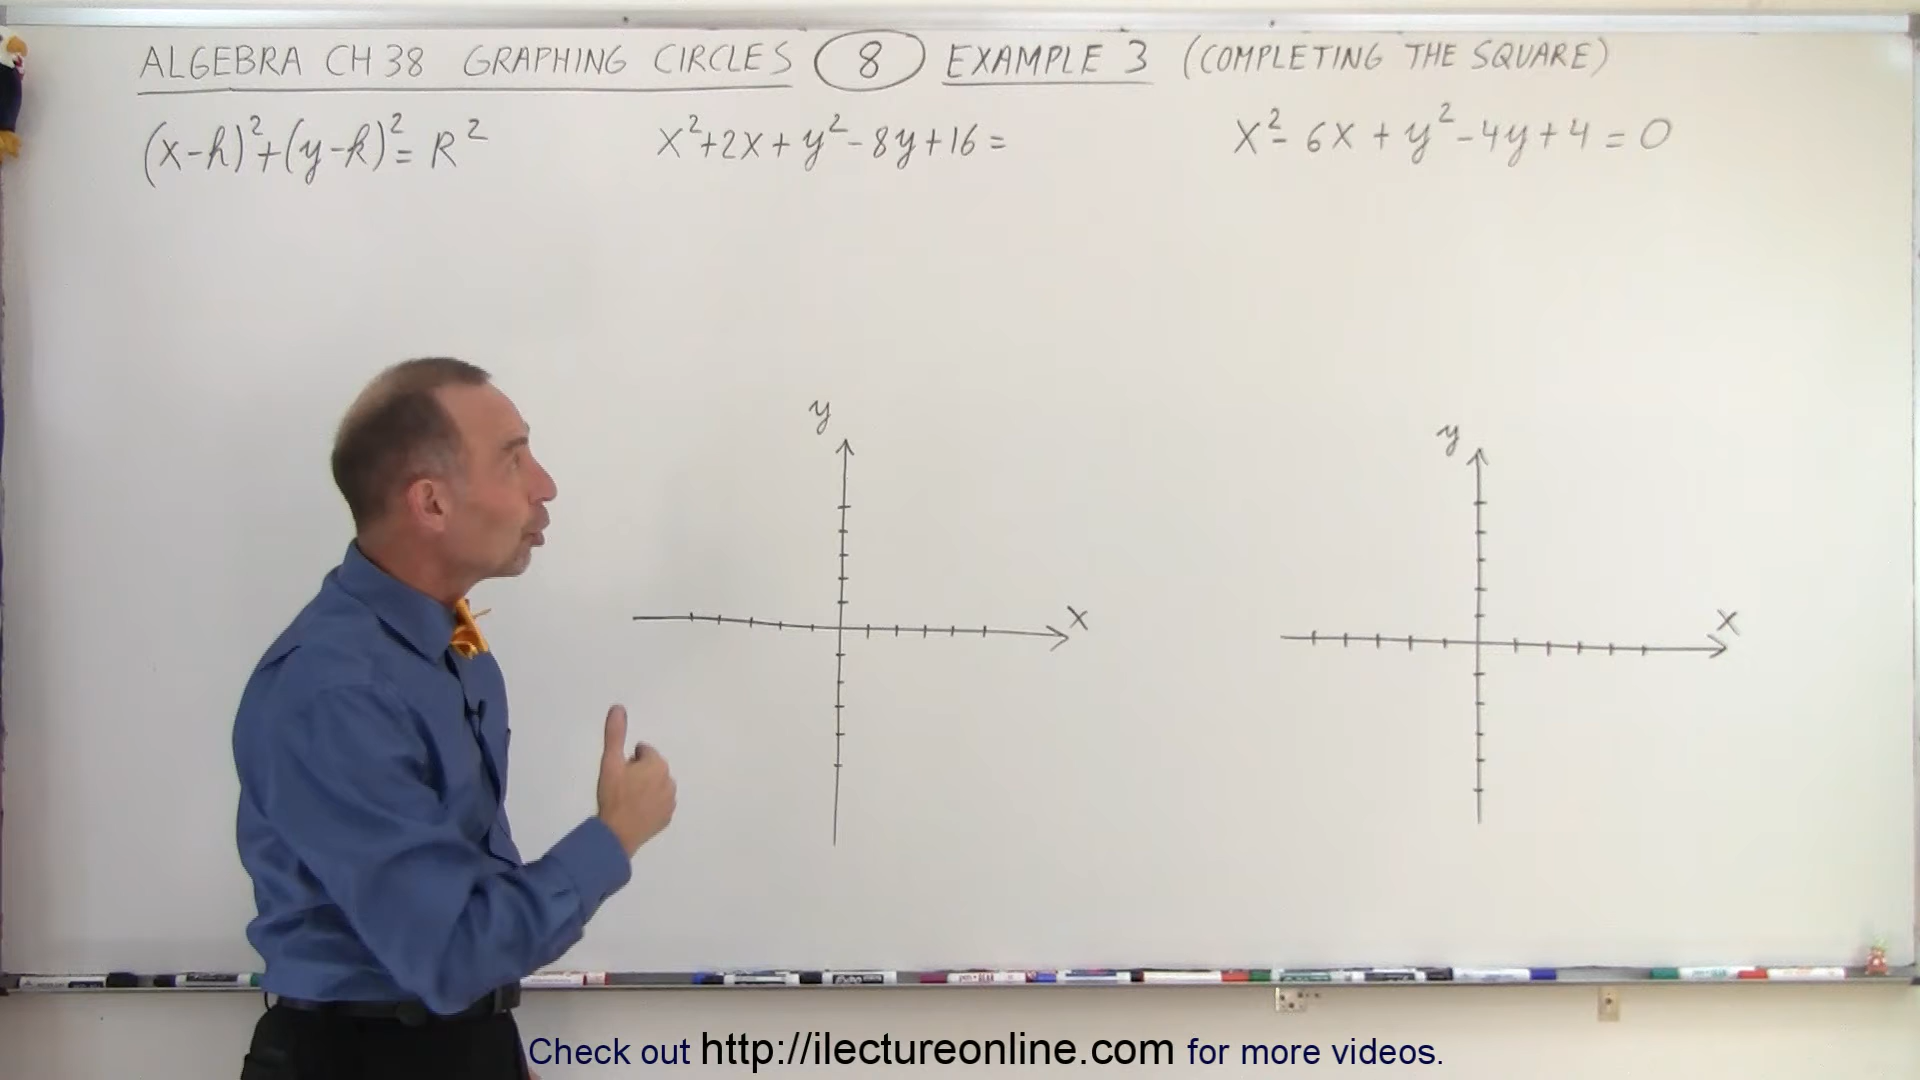 ALGEBRA CH 38 GRAPHING CIRCLES 8 EXAMPLE 3 (COMPLETING THE SQUARE)
(x-h)²+(y-k)²=R² x²+2x+y²-8y+16= x²-6x+y²-4y+4=0
y y
x x
Check out http://ilectureonline.com for more videos.